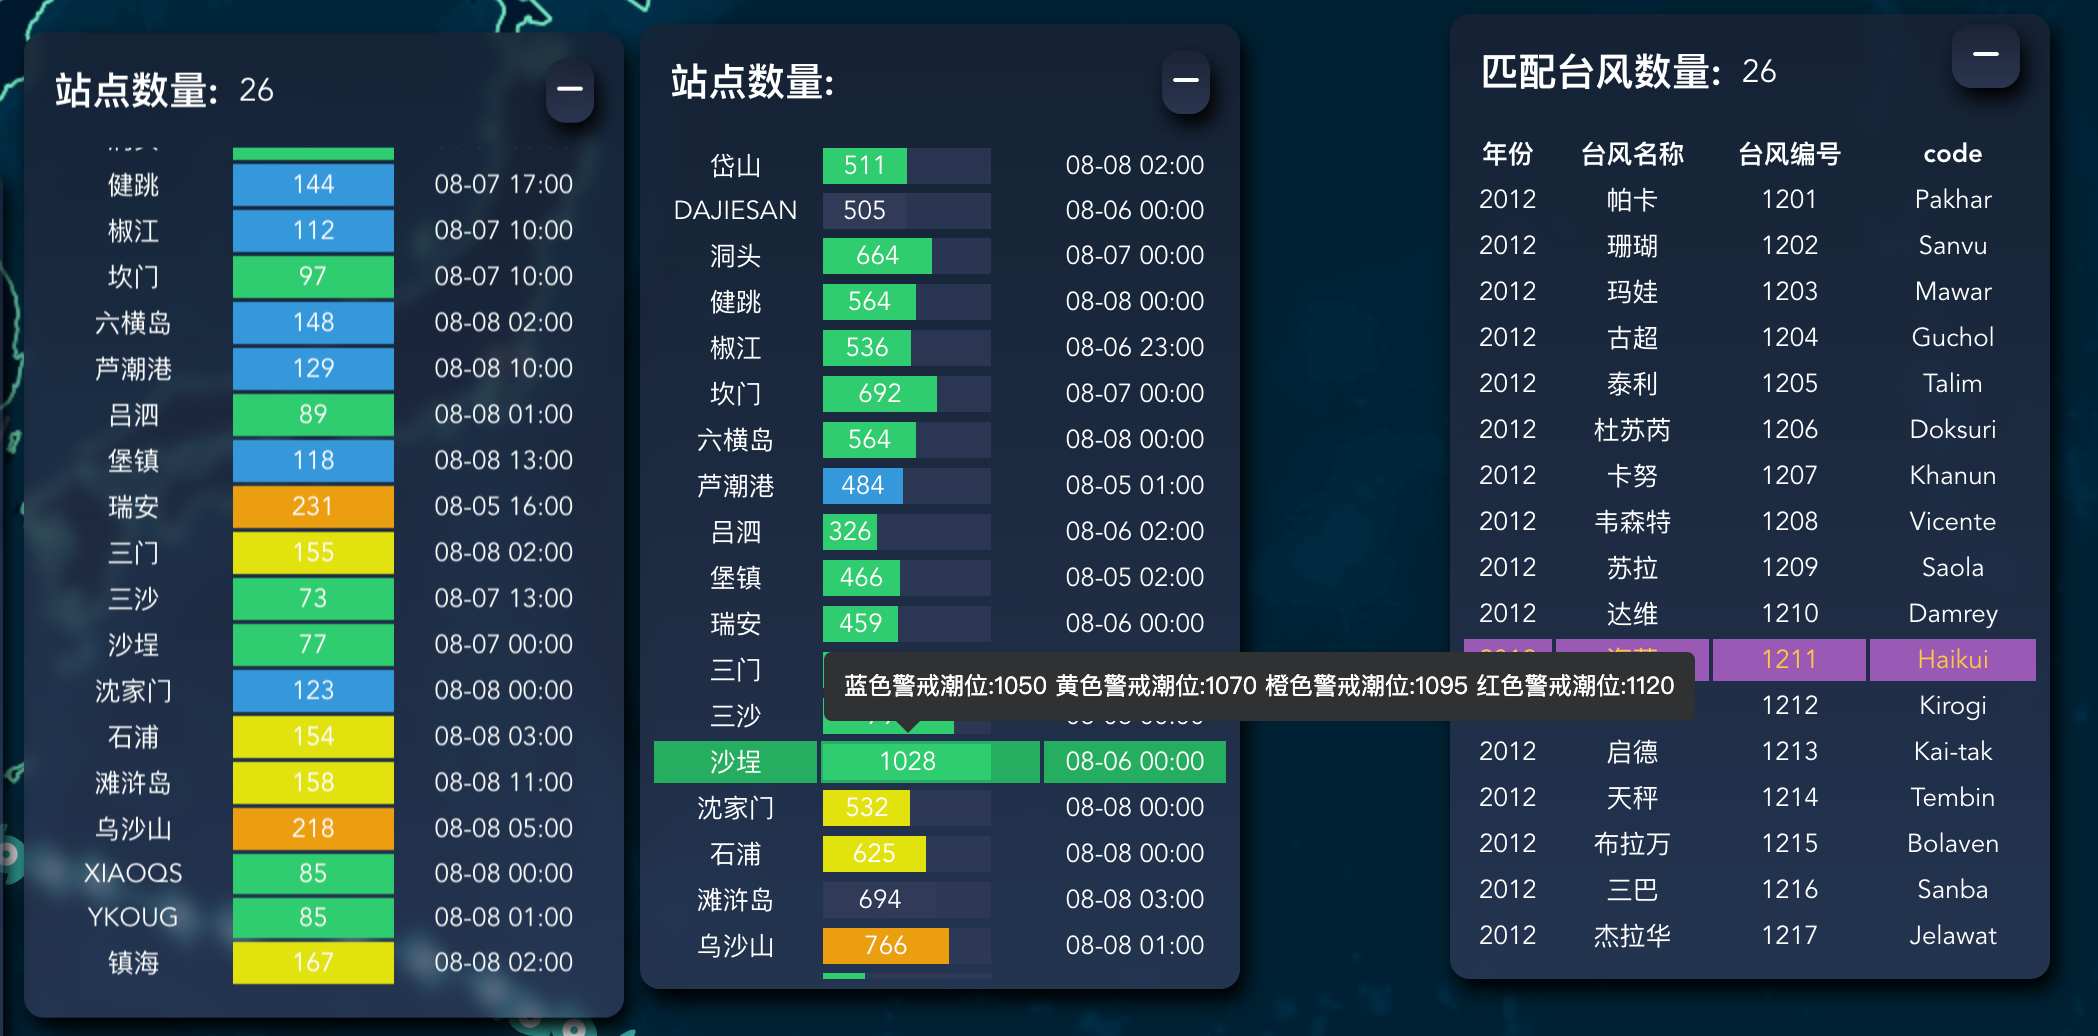 站点数量: 26
健跳 144 08-07 17:00
椒江 112 08-07 10:00
坎门 97 08-07 10:00
六横岛 148 08-08 02:00
芦潮港 129 08-08 10:00
吕泗 89 08-08 01:00
堡镇 118 08-08 13:00
瑞安 231 08-05 16:00
三门 155 08-08 02:00
三沙 73 08-07 13:00
沙埕 77 08-07 00:00
沈家门 123 08-08 00:00
石浦 154 08-08 03:00
滩浒岛 158 08-08 11:00
乌沙山 218 08-08 05:00
XIAOQS 85 08-08 00:00
YKOUG 85 08-08 01:00
镇海 167 08-08 02:00
站点数量:
岱山 511 08-08 02:00
DAJIESAN 505 08-06 00:00
洞头 664 08-07 00:00
健跳 564 08-08 00:00
椒江 536 08-06 23:00
坎门 692 08-07 00:00
六横岛 564 08-08 00:00
芦潮港 484 08-05 01:00
吕泗 326 08-06 02:00
堡镇 466 08-05 02:00
瑞安 459 08-06 00:00
三门
蓝色警戒潮位:1050 黄色警戒潮位:1070 橙色警戒潮位:1095 红色警戒潮位:1120
三沙
沙埕 1028 08-06 00:00
沈家门 532 08-08 00:00
石浦 625 08-08 00:00
滩浒岛 694 08-08 03:00
乌沙山 766 08-08 01:00
匹配台风数量: 26
年份 台风名称 台风编号 code
2012 帕卡 1201 Pakhar
2012 珊瑚 1202 Sanvu
2012 玛娃 1203 Mawar
2012 古超 1204 Guchol
2012 泰利 1205 Talim
2012 杜苏芮 1206 Doksuri
2012 卡努 1207 Khanun
2012 韦森特 1208 Vicente
2012 苏拉 1209 Saola
2012 达维 1210 Damrey
1211 Haikui
1212 Kirogi
2012 启德 1213 Kai-tak
2012 天秤 1214 Tembin
2012 布拉万 1215 Bolaven
2012 三巴 1216 Sanba
2012 杰拉华 1217 Jelawat